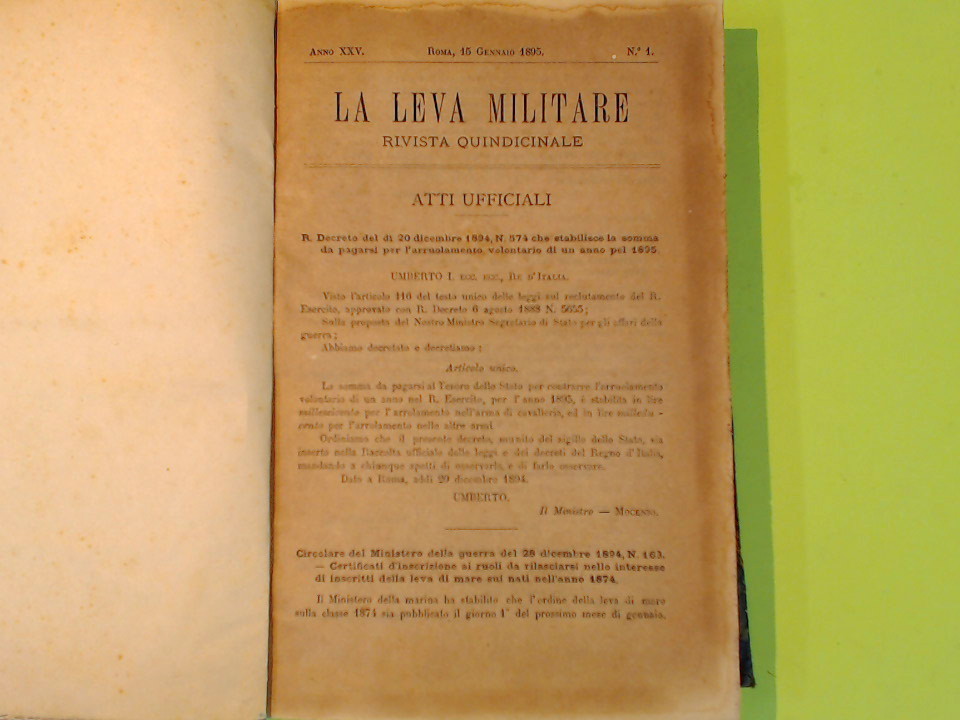 ANNO XXV. ROMA, 15 GENNAIO 1895. N.° 1.
LA LEVA MILITARE
RIVISTA QUINDICINALE
ATTI UFFICIALI
R. Decreto del dì 20 dicembre 1894, N. 574 che stabilisce la somma
da pagarsi per l'arruolamento volontario di un anno pel 1895.
UMBERTO I. ECC. ECC., RE D'ITALIA.
Visto l'articolo 116 del testo unico delle leggi sul reclutamento del R.
Esercito, approvato con R. Decreto 6 agosto 1888 N. 5655;
Sulla proposta del Nostro Ministro Segretario di Stato per gli affari della
guerra;
Abbiamo decretato e decretiamo:
Articolo unico.
La somma da pagarsi al Tesoro dello Stato per contrarre l'arruolamento
volontario di un anno nel R. Esercito, per l'anno 1895, è stabilita in lire
milleseicento per l'arrolamento nell'arma di cavalleria, ed in lire milledu-
cento per l'arrolamento nelle altre armi.
Ordiniamo che il presente decreto, munito del sigillo dello Stato, sia
inserto nella Raccolta ufficiale delle leggi e dei decreti del Regno d'Italia,
mandando a chiunque spetti di osservarlo e di farlo osservare.
Dato a Roma, addì 20 dicembre 1894.
UMBERTO.
Il Ministro — MOCENNI.
Circolare del Ministero della guerra del 28 dicembre 1894, N. 163.
— Certificati d'inscrizione ai ruoli da rilasciarsi nello interesse
di inscritti della leva di mare sui nati nell'anno 1874.
Il Ministero della marina ha stabilito che l'ordine della leva di mare
sulla classe 1874 sia pubblicato il giorno 1° del prossimo mese di gennaio.